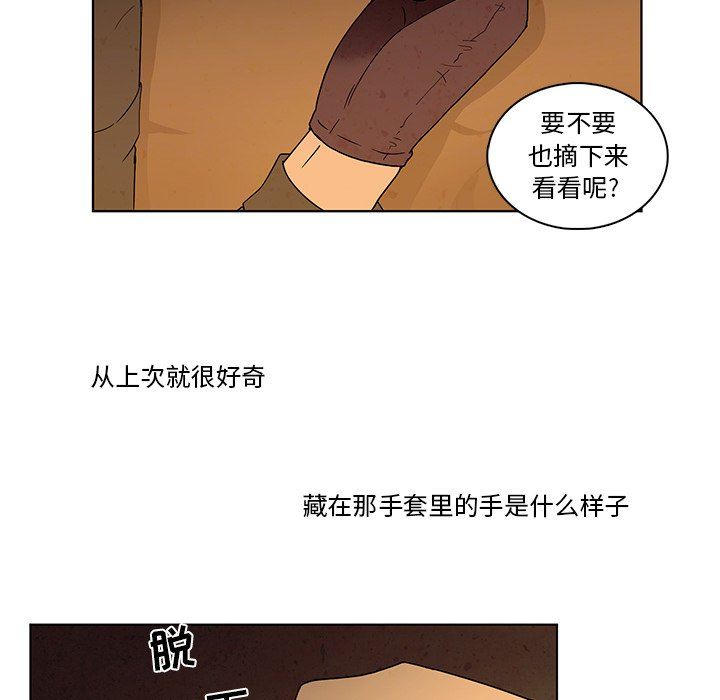 要不要
也摘下来
看看呢?
从上次就很好奇
藏在那手套里的手是什么样子
脱